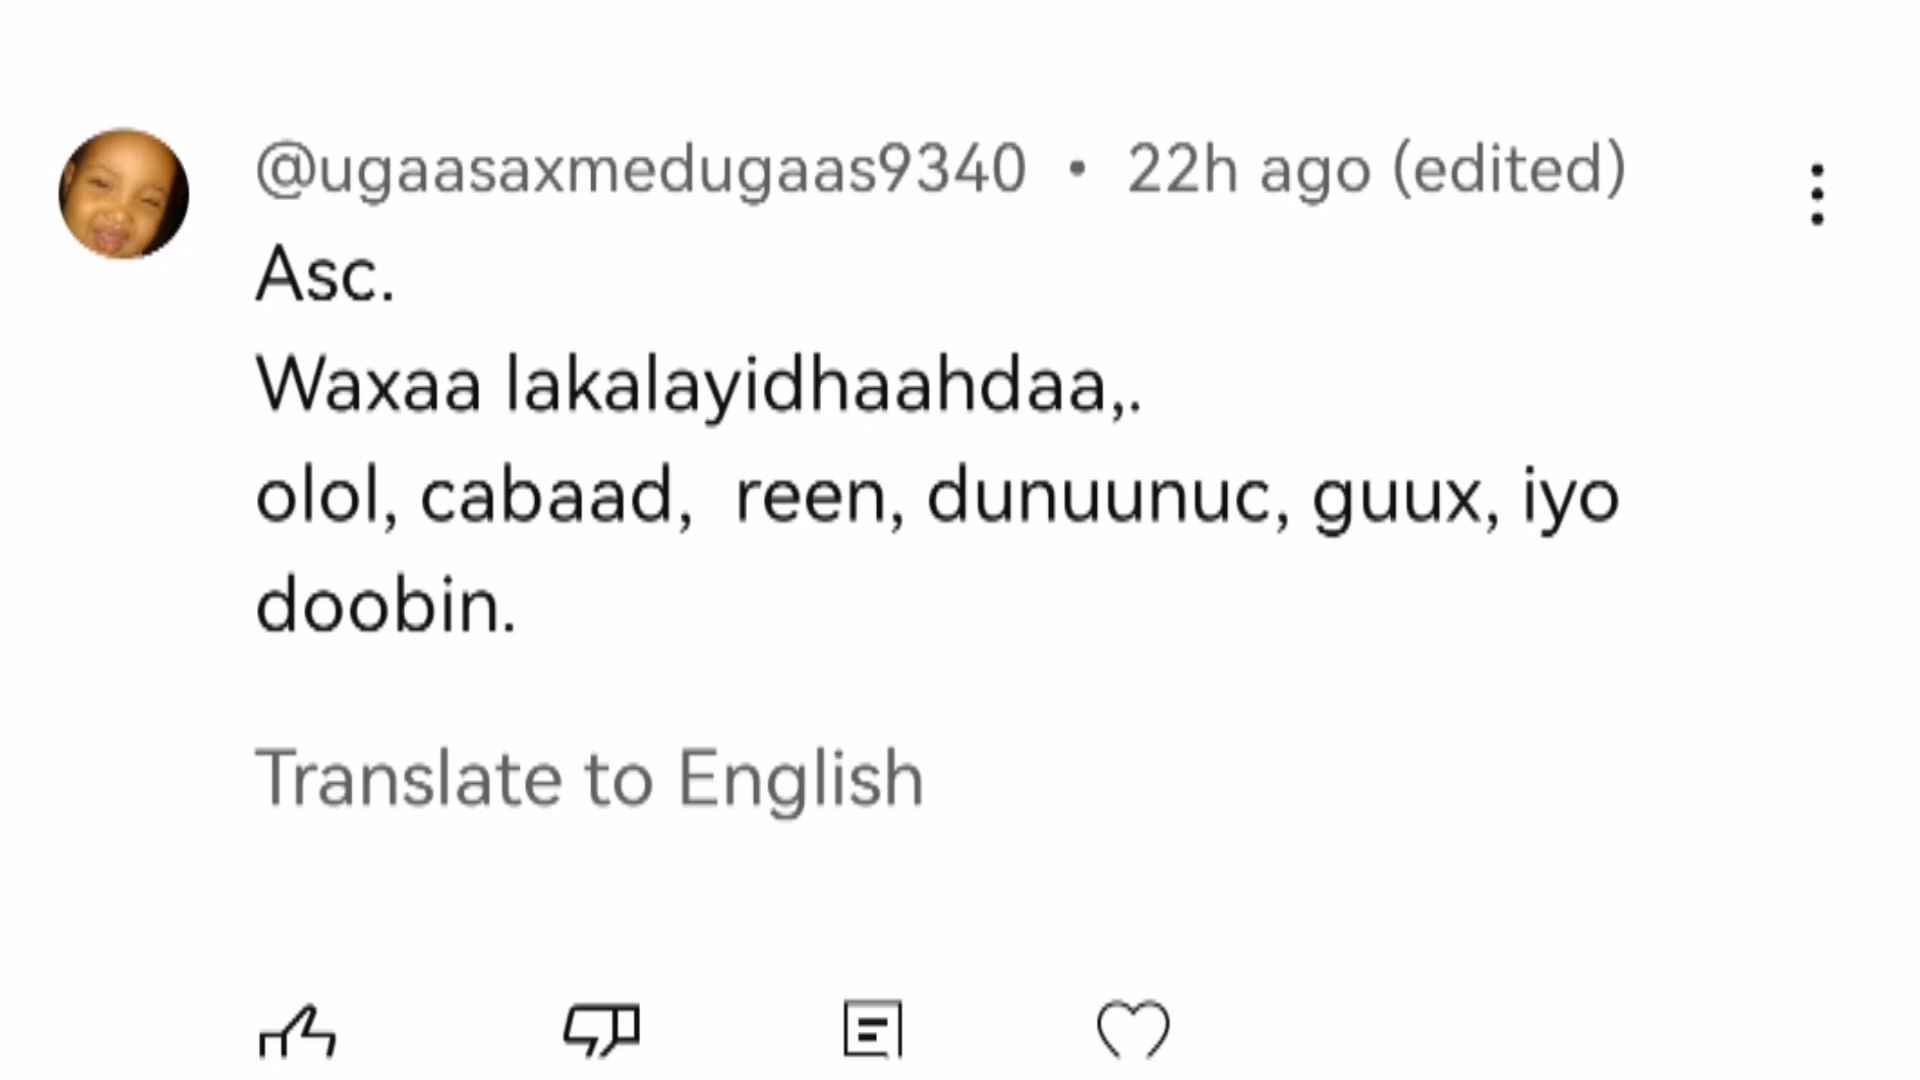 @ugaasaxmedugaas9340 • 22h ago (edited)
Asc.
Waxaa lakalayidhaahdaa,.
olol, cabaad,  reen, dunuunuc, guux, iyo
doobin.
Translate to English